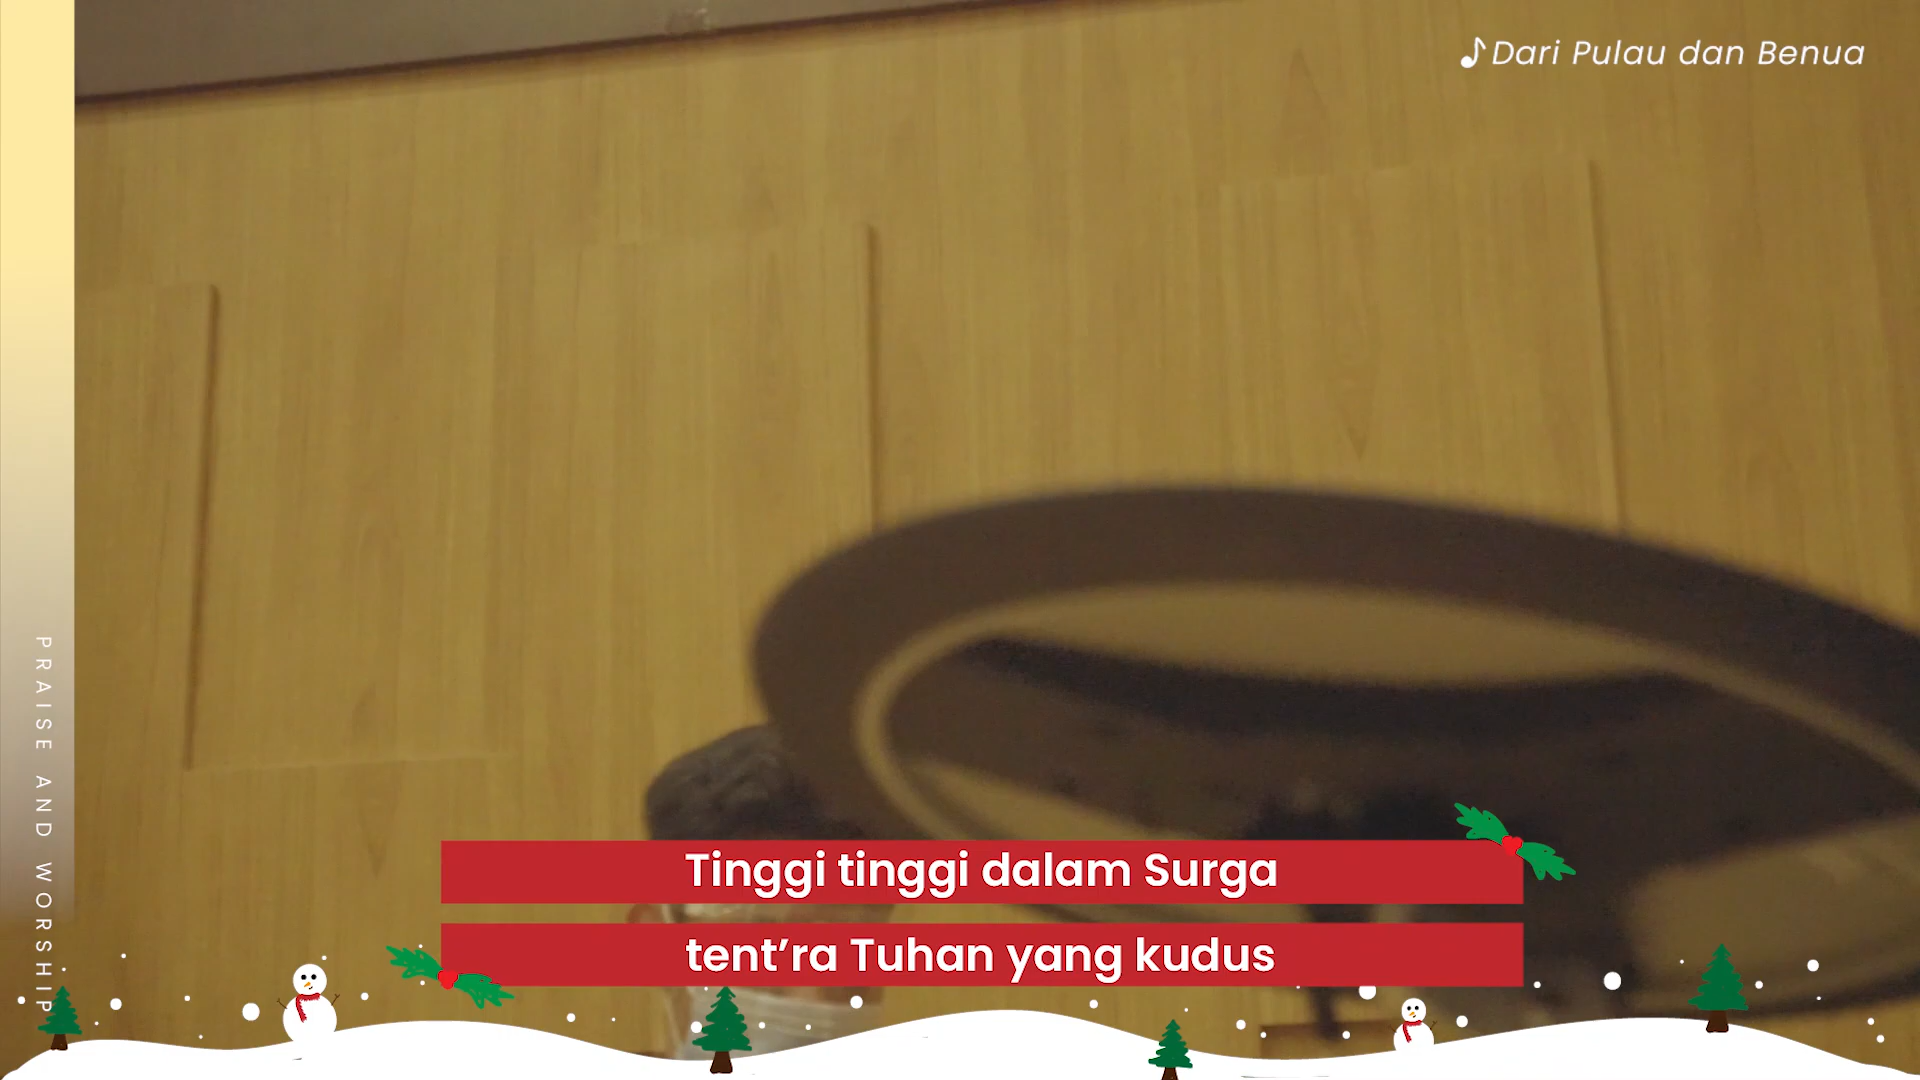 ♪Dari Pulau dan Benua
PRAISE AND WORSHIP
Tinggi tinggi dalam Surga
tent’ra Tuhan yang kudus